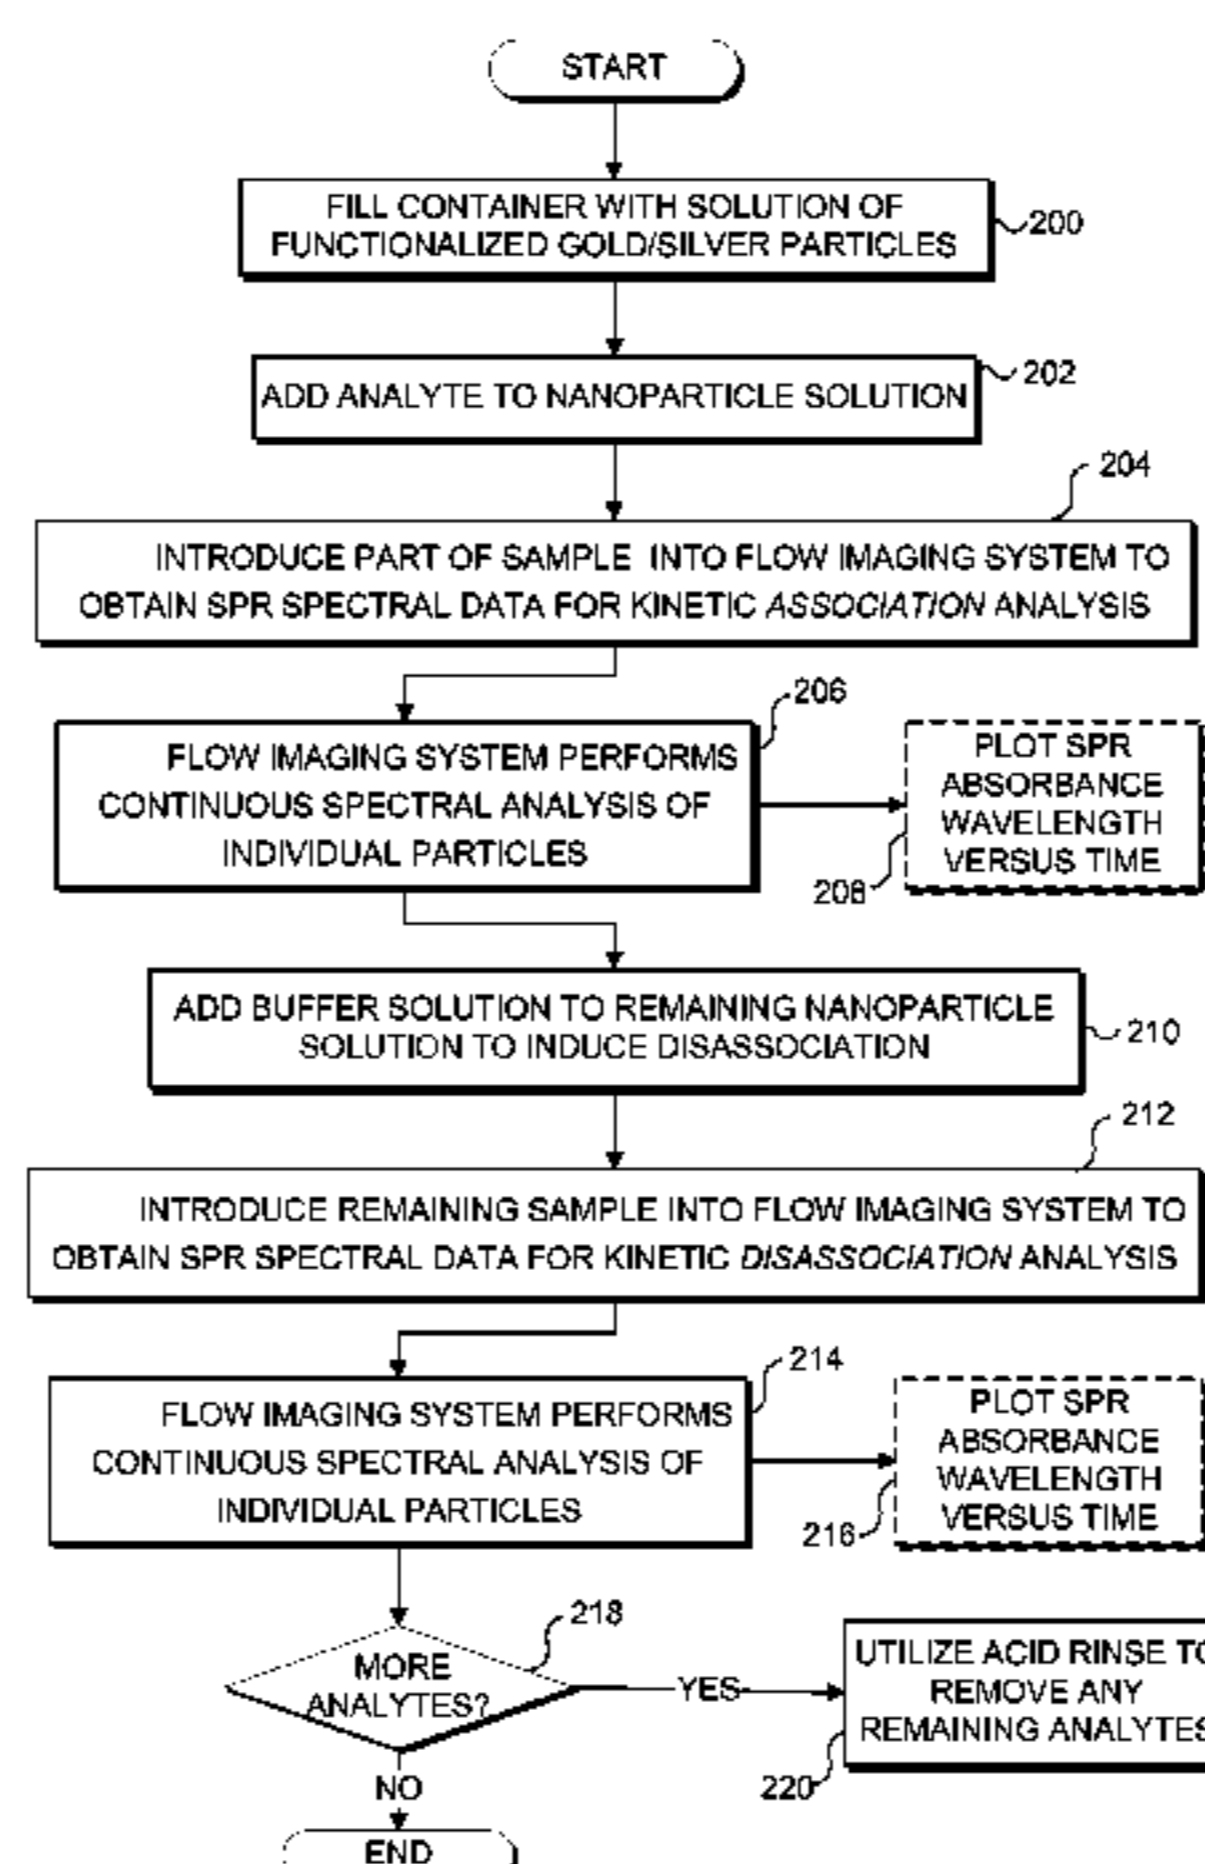 START
FILL CONTAINER WITH SOLUTION OF
FUNCTIONALIZED GOLD/SILVER PARTICLES
200
ADD ANALYTE TO NANOPARTICLE SOLUTION
202
204
INTRODUCE PART OF SAMPLE INTO FLOW IMAGING SYSTEM TO
OBTAIN SPR SPECTRAL DATA FOR KINETIC ASSOCIATION ANALYSIS
206
FLOW IMAGING SYSTEM PERFORMS
CONTINUOUS SPECTRAL ANALYSIS OF
INDIVIDUAL PARTICLES
PLOT SPR
ABSORBANCE
WAVELENGTH
VERSUS TIME
208
ADD BUFFER SOLUTION TO REMAINING NANOPARTICLE
SOLUTION TO INDUCE DISASSOCIATION
210
212
INTRODUCE REMAINING SAMPLE INTO FLOW IMAGING SYSTEM TO
OBTAIN SPR SPECTRAL DATA FOR KINETIC DISASSOCIATION ANALYSIS
214
FLOW IMAGING SYSTEM PERFORMS
CONTINUOUS SPECTRAL ANALYSIS OF
INDIVIDUAL PARTICLES
PLOT SPR
ABSORBANCE
WAVELENGTH
VERSUS TIME
216
218
MORE
ANALYTES?
YES
UTILIZE ACID RINSE TO
REMOVE ANY
REMAINING ANALYTES
220
NO
END